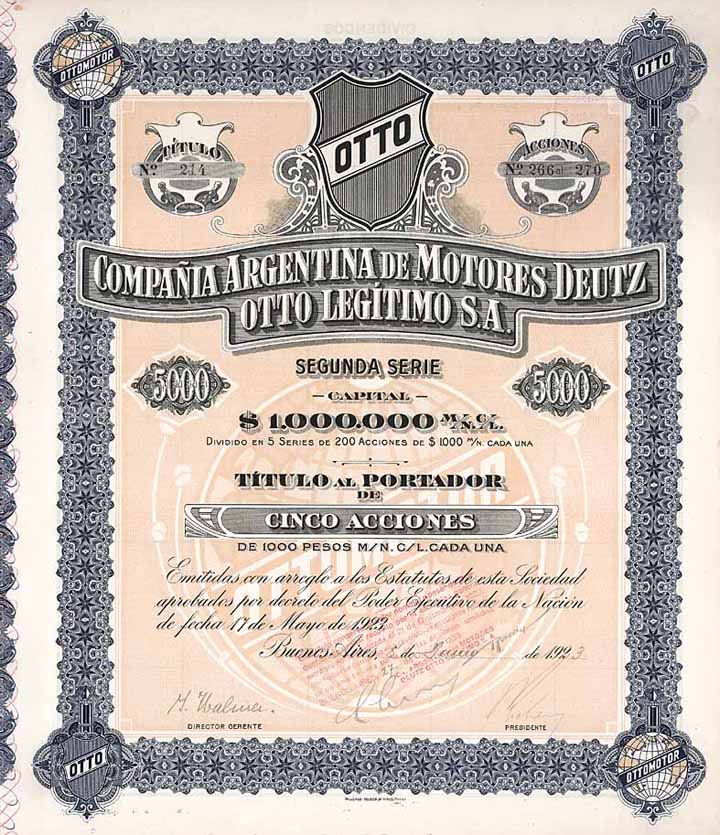 OTTOMOTOR
OTTO
OTTO
TÍTULO
Nº 214
ACCIONES
Nº 266 al 270
COMPAÑIA ARGENTINA DE MOTORES DEUTZ
OTTO LEGÍTIMO S.A.
SEGUNDA SERIE
5000
5000
CAPITAL
$ 1.000.000 M/N. C/L.
DIVIDIDO EN 5 SERIES DE 200 ACCIONES DE $ 1000 M/N. CADA UNA
TÍTULO AL PORTADOR
DE
CINCO ACCIONES
DE 1000 PESOS M/N. C/L. CADA UNA
Emitidas con arreglo a los Estatutos de esta Sociedad
aprobados por decreto del Poder Ejecutivo de la Nación
de fecha 17 de Mayo de 1923
Buenos Aires, de de 1923
DIRECTOR GERENTE
PRESIDENTE
OTTO
OTTOMOTOR